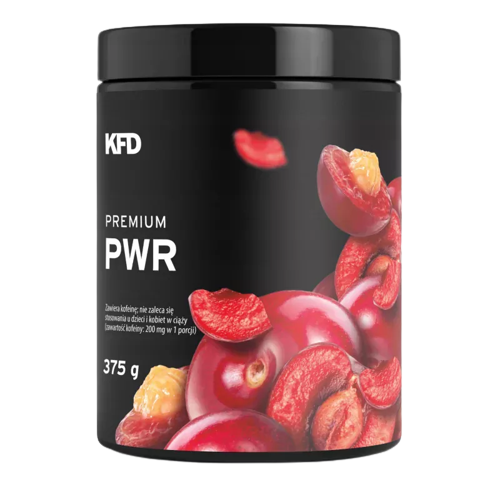 KFD
PREMIUM
PWR
Zawiera kofeinę; nie zaleca się
stosowania u dzieci i kobiet w ciąży
(zawartość kofeiny: 200 mg w 1 porcji)
375 g